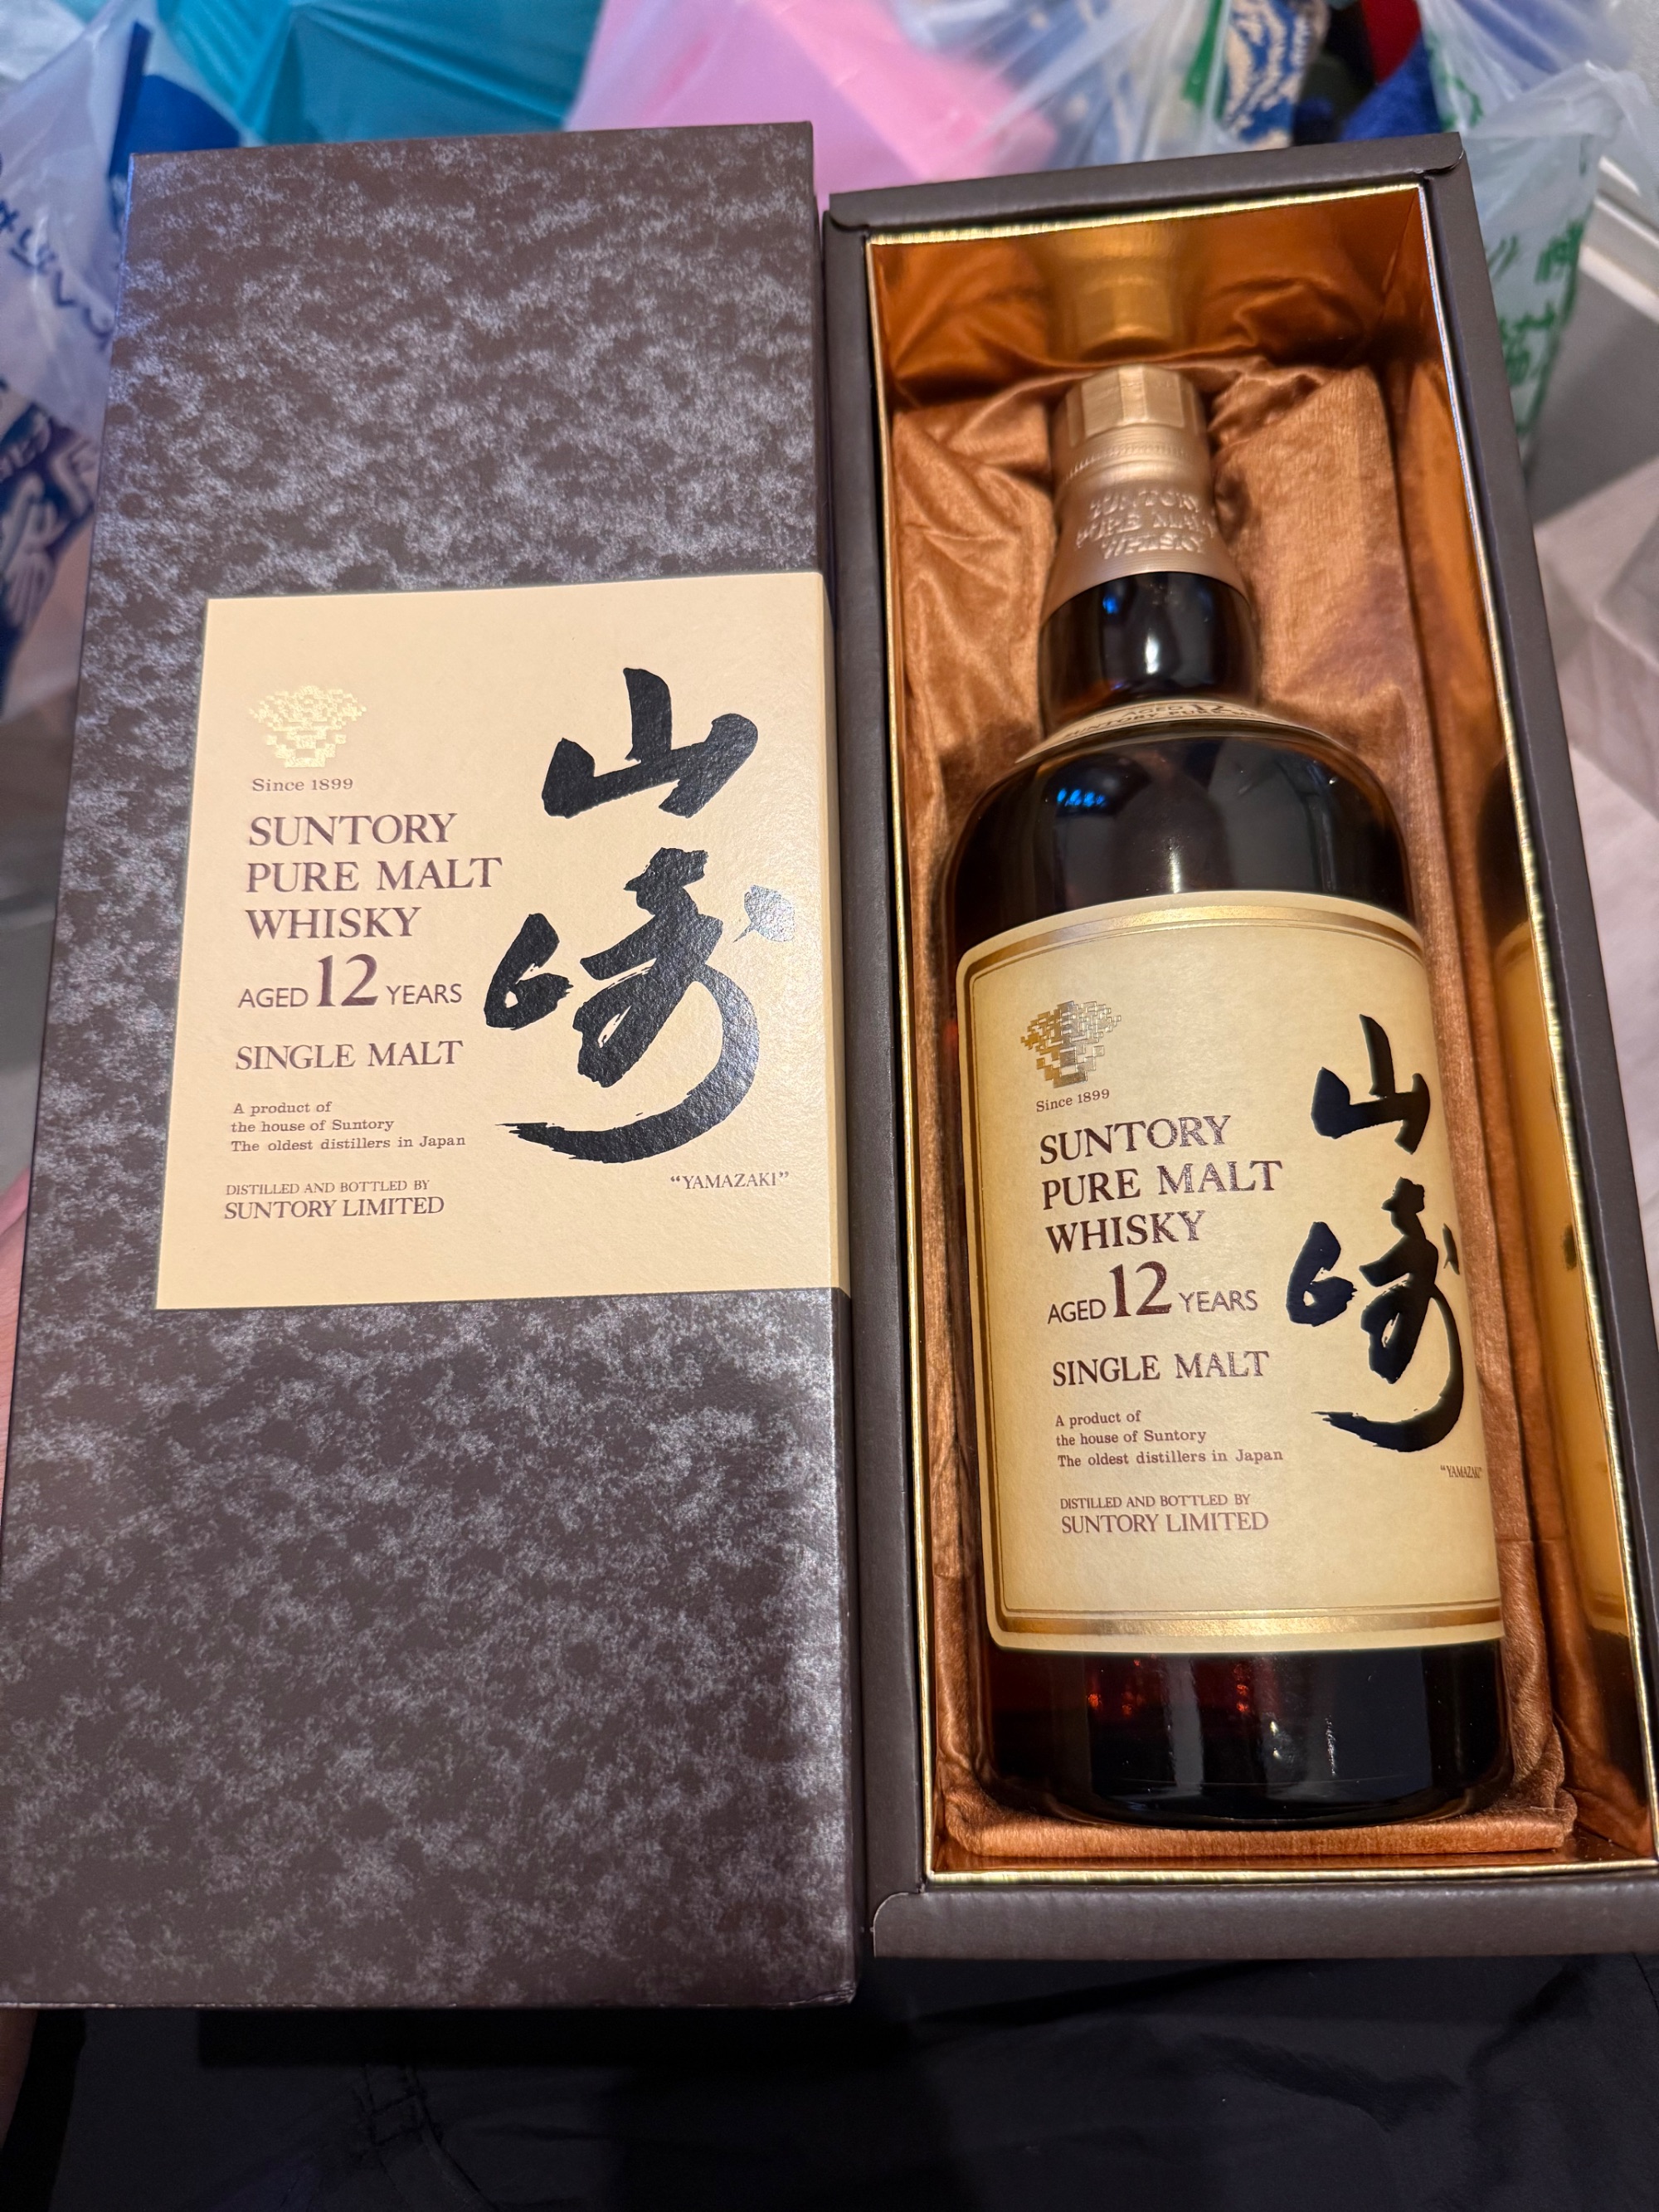 Since 1899
SUNTORY
PURE MALT
WHISKY
AGED 12 YEARS
SINGLE MALT
A product of
the house of Suntory
The oldest distillers in Japan
DISTILLED AND BOTTLED BY
SUNTORY LIMITED
山崎
"YAMAZAKI"
SUNTORY
PURE MALT
WHISKY
AGED 12
Since 1899
SUNTORY
PURE MALT
WHISKY
AGED 12 YEARS
SINGLE MALT
A product of
the house of Suntory
The oldest distillers in Japan
DISTILLED AND BOTTLED BY
SUNTORY LIMITED
山崎
"YAMAZAKI"